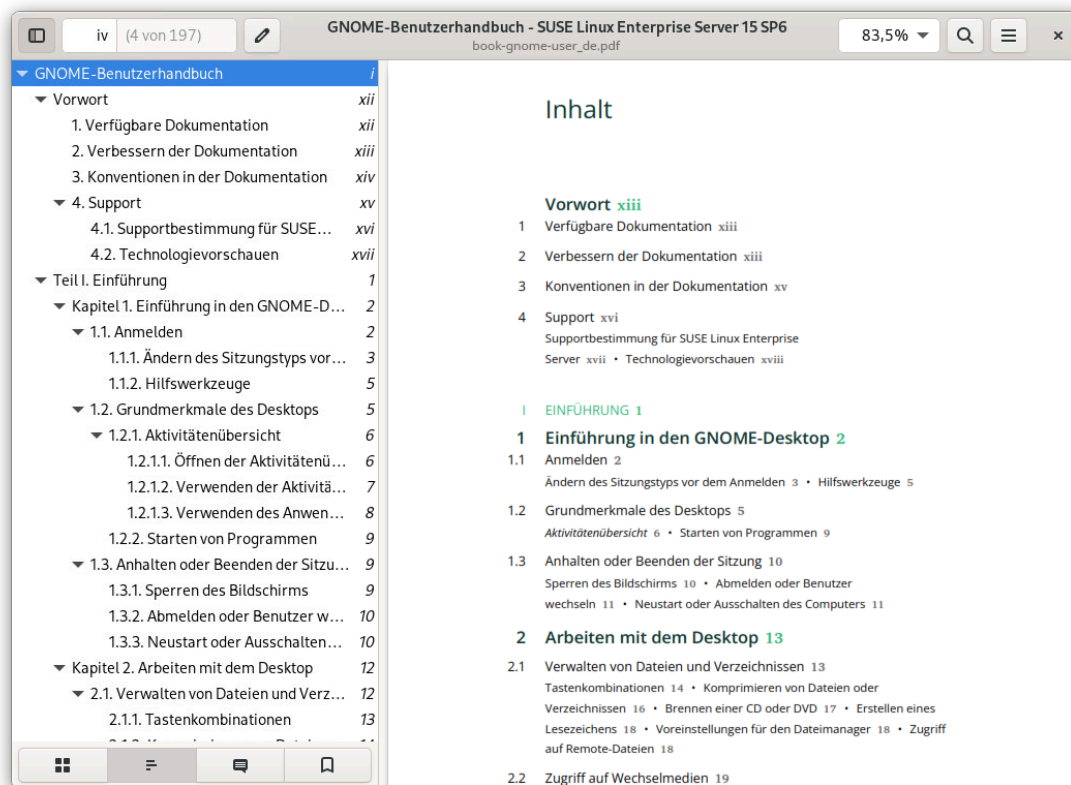 iv (4 von 197)
GNOME-Benutzerhandbuch - SUSE Linux Enterprise Server 15 SP6
book-gnome-user_de.pdf
83,5%
GNOME-Benutzerhandbuch i
Vorwort xii
1. Verfügbare Dokumentation xii
2. Verbessern der Dokumentation xiii
3. Konventionen in der Dokumentation xiv
4. Support xv
4.1. Supportbestimmung für SUSE... xvi
4.2. Technologievorschauen xvii
Teil I. Einführung 1
Kapitel 1. Einführung in den GNOME-D... 2
1.1. Anmelden 2
1.1.1. Ändern des Sitzungstyps vor... 3
1.1.2. Hilfswerkzeuge 5
1.2. Grundmerkmale des Desktops 5
1.2.1. Aktivitätenübersicht 6
1.2.1.1. Öffnen der Aktivitätenü... 6
1.2.1.2. Verwenden der Aktivitä... 7
1.2.1.3. Verwenden des Anwen... 8
1.2.2. Starten von Programmen 9
1.3. Anhalten oder Beenden der Sitzu... 9
1.3.1. Sperren des Bildschirms 9
1.3.2. Abmelden oder Benutzer w... 10
1.3.3. Neustart oder Ausschalten... 10
Kapitel 2. Arbeiten mit dem Desktop 12
2.1. Verwalten von Dateien und Verz... 12
2.1.1. Tastenkombinationen 13
Inhalt
Vorwort xiii
1 Verfügbare Dokumentation xiii
2 Verbessern der Dokumentation xiii
3 Konventionen in der Dokumentation xv
4 Support xvi
Supportbestimmung für SUSE Linux Enterprise
Server xvii • Technologievorschauen xviii
I EINFÜHRUNG 1
1 Einführung in den GNOME-Desktop 2
1.1 Anmelden 2
Ändern des Sitzungstyps vor dem Anmelden 3 • Hilfswerkzeuge 5
1.2 Grundmerkmale des Desktops 5
Aktivitätenübersicht 6 • Starten von Programmen 9
1.3 Anhalten oder Beenden der Sitzung 10
Sperren des Bildschirms 10 • Abmelden oder Benutzer
wechseln 11 • Neustart oder Ausschalten des Computers 11
2 Arbeiten mit dem Desktop 13
2.1 Verwalten von Dateien und Verzeichnissen 13
Tastenkombinationen 14 • Komprimieren von Dateien oder
Verzeichnissen 16 • Brennen einer CD oder DVD 17 • Erstellen eines
Lesezeichens 18 • Voreinstellungen für den Dateimanager 18 • Zugriff
auf Remote-Dateien 18
2.2 Zugriff auf Wechselmedien 19